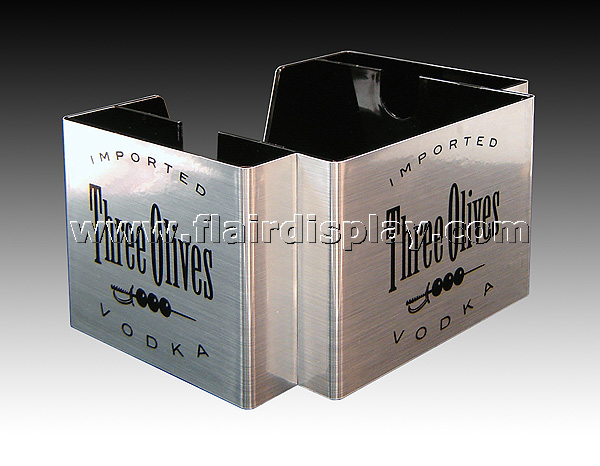 IMPORTED
Three Olives
VODKA
IMPORTED
Three Olives
VODKA
www.flairdisplay.com